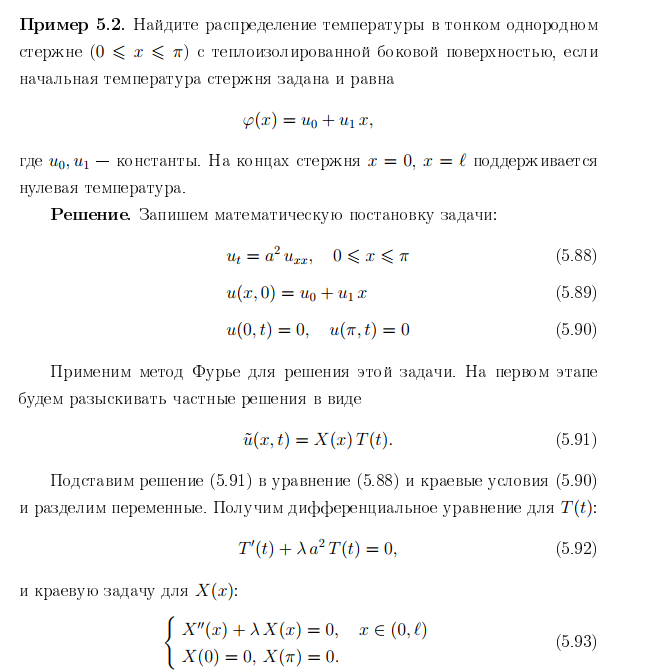 Пример 5.2. Найдите распределение температуры в тонком однородном
стержне (0 ⩽ x ⩽ π) с теплоизолированной боковой поверхностью, если
начальная температура стержня задана и равна
φ(x) = u₀ + u₁ x,
где u₀, u₁ — константы. На концах стержня x = 0, x = ℓ поддерживается
нулевая температура.
Решение. Запишем математическую постановку задачи:
uₜ = a² uₓₓ, 0 ⩽ x ⩽ π (5.88)
u(x, 0) = u₀ + u₁ x (5.89)
u(0, t) = 0, u(π, t) = 0 (5.90)
Применим метод Фурье для решения этой задачи. На первом этапе
будем разыскивать частные решения в виде
ũ(x, t) = X(x) T(t). (5.91)
Подставим решение (5.91) в уравнение (5.88) и краевые условия (5.90)
и разделим переменные. Получим дифференциальное уравнение для T(t):
T′(t) + λ a² T(t) = 0, (5.92)
и краевую задачу для X(x):
{ X″(x) + λ X(x) = 0, x ∈ (0, ℓ)
X(0) = 0, X(π) = 0. (5.93)